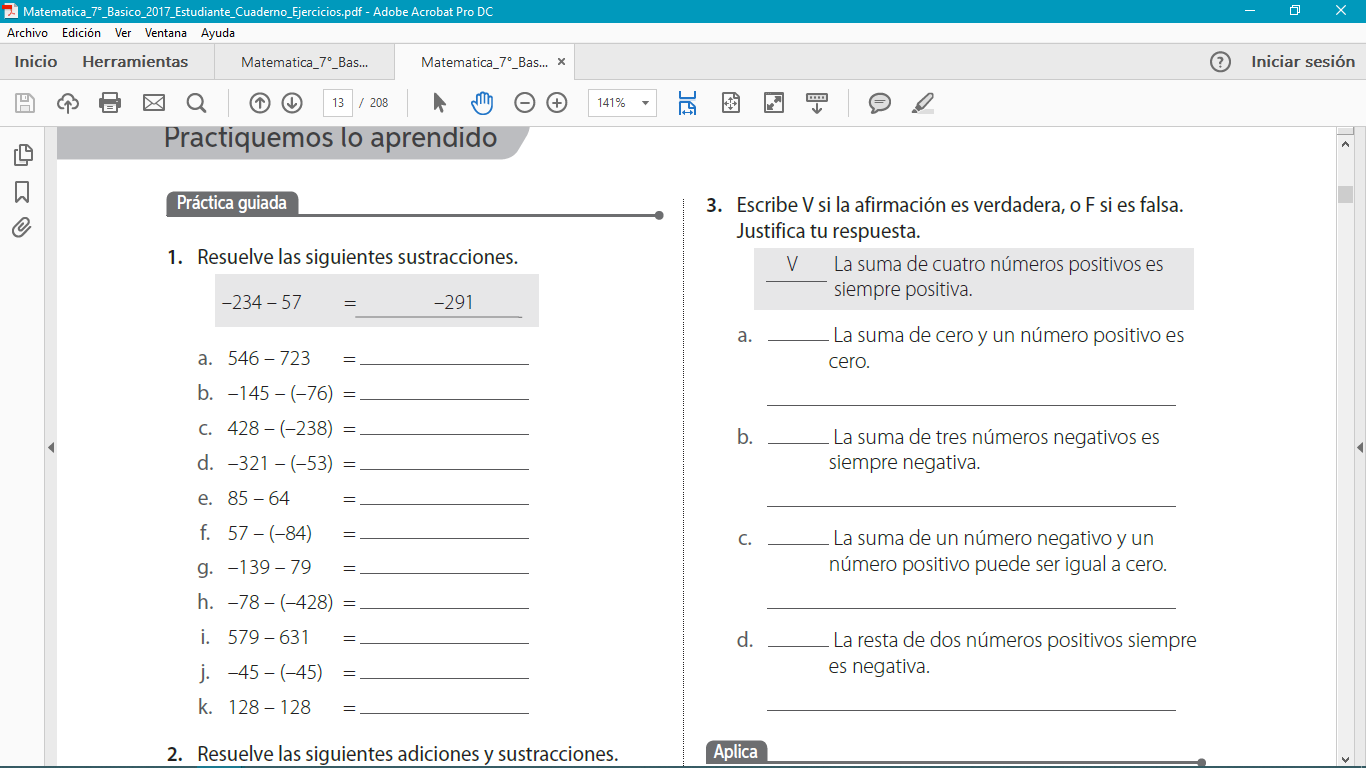 Matematica_7°_Basico_2017_Estudiante_Cuaderno_Ejercicios.pdf - Adobe Acrobat Pro DC
Archivo Edición Ver Ventana Ayuda
Inicio Herramientas Matematica_7°_Bas... Matematica_7°_Bas... × ? Iniciar sesión
13 / 208 141%
Practiquemos lo aprendido
Práctica guiada
1. Resuelve las siguientes sustracciones.
–234 – 57 = –291
a. 546 – 723 =
b. –145 – (–76) =
c. 428 – (–238) =
d. –321 – (–53) =
e. 85 – 64 =
f. 57 – (–84) =
g. –139 – 79 =
h. –78 – (–428) =
i. 579 – 631 =
j. –45 – (–45) =
k. 128 – 128 =
2. Resuelve las siguientes adiciones y sustracciones.
3. Escribe V si la afirmación es verdadera, o F si es falsa.
Justifica tu respuesta.
V La suma de cuatro números positivos es
siempre positiva.
a. La suma de cero y un número positivo es
cero.
b. La suma de tres números negativos es
siempre negativa.
c. La suma de un número negativo y un
número positivo puede ser igual a cero.
d. La resta de dos números positivos siempre
es negativa.
Aplica